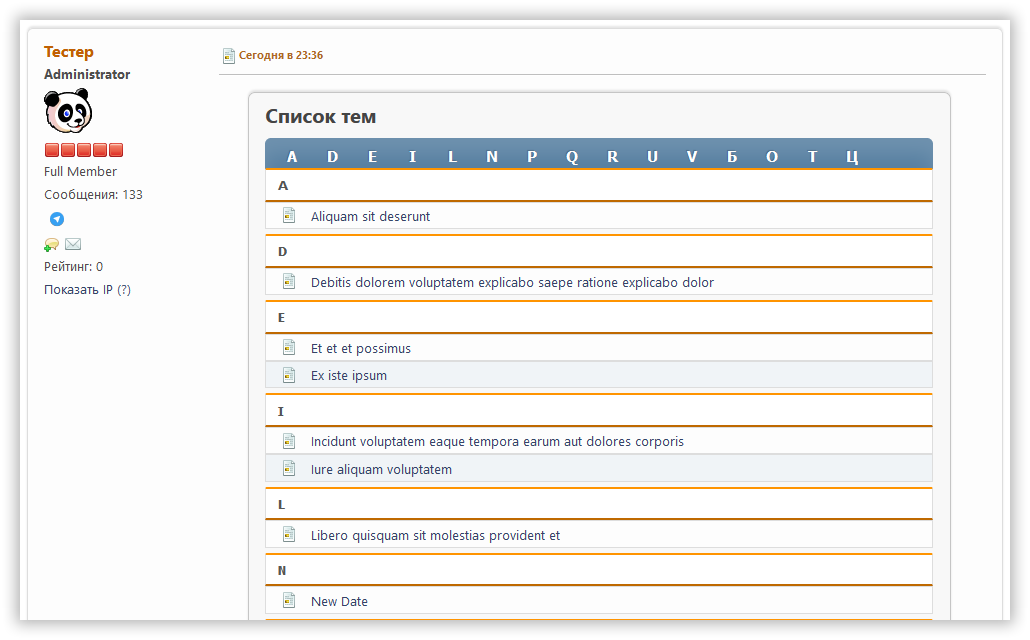 Тестер
Administrator
Full Member
Сообщения: 133
Рейтинг: 0
Показать IP (?)
Сегодня в 23:36
Список тем
A D E I L N P Q R U V Б О Т Ц
A
Aliquam sit deserunt
D
Debitis dolorem voluptatem explicabo saepe ratione explicabo dolor
E
Et et et possimus
Ex iste ipsum
I
Incidunt voluptatem eaque tempora earum aut dolores corporis
Iure aliquam voluptatem
L
Libero quisquam sit molestias provident et
N
New Date